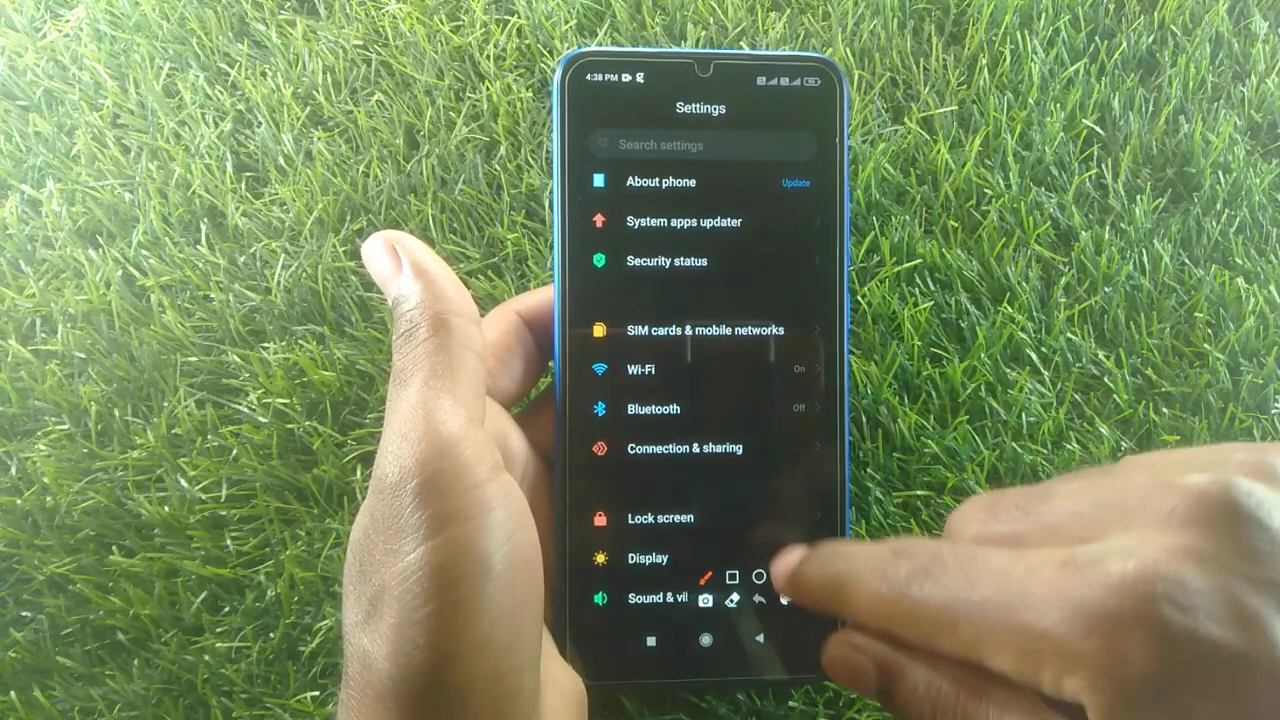 4:38 PM
Settings
Search settings
About phone Update
System apps updater
Security status
SIM cards & mobile networks
Wi-Fi On
Bluetooth Off
Connection & sharing
Lock screen
Display
Sound & vi